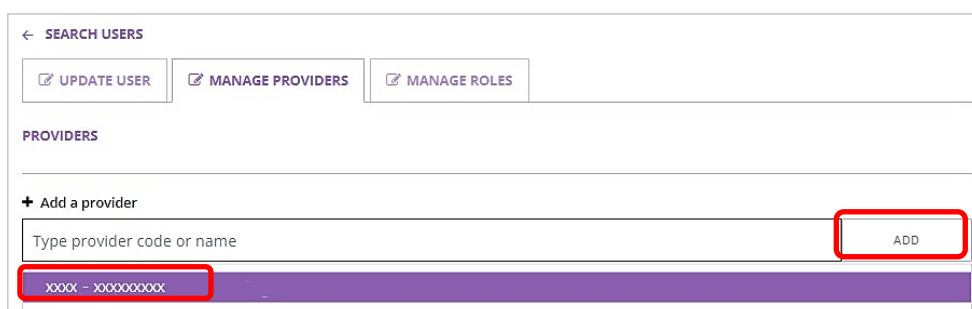 ← SEARCH USERS
UPDATE USER MANAGE PROVIDERS MANAGE ROLES
PROVIDERS
+ Add a provider
Type provider code or name ADD
xxxx - xxxxxxxxx